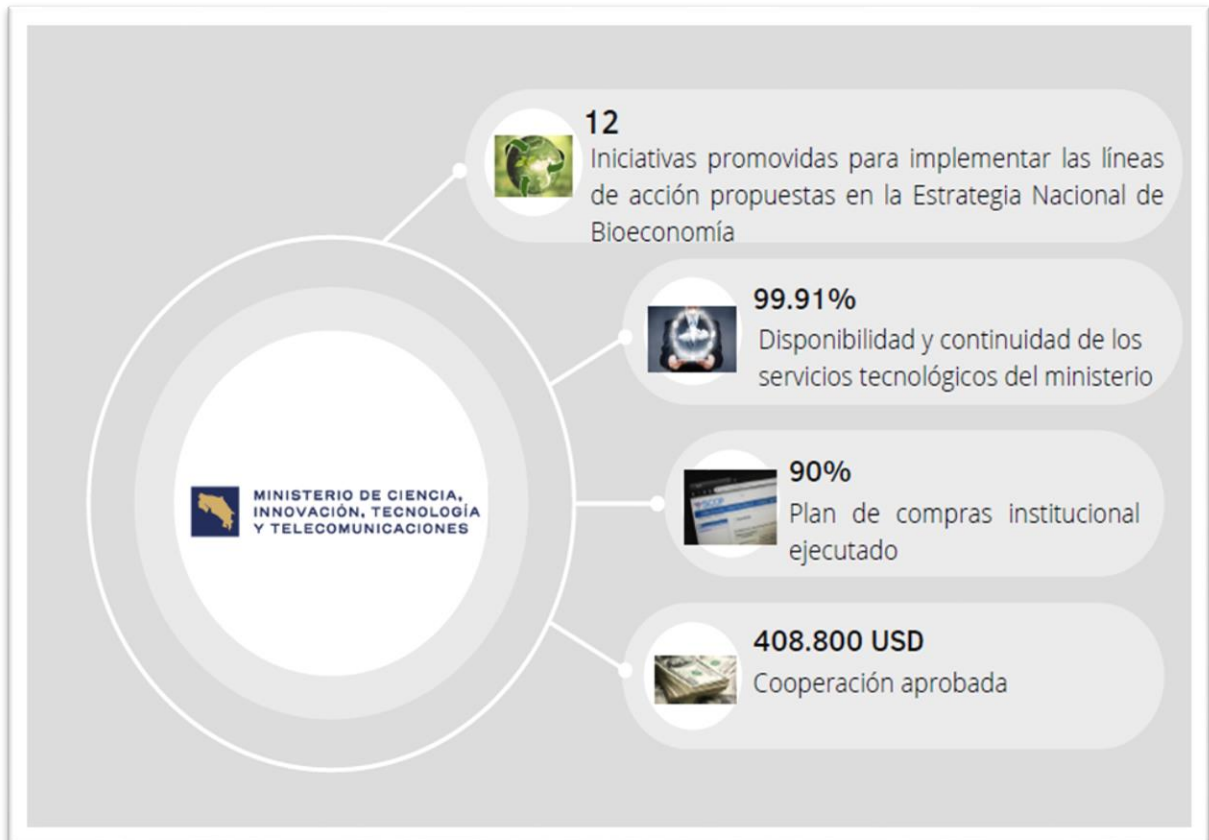 12
Iniciativas promovidas para implementar las líneas
de acción propuestas en la Estrategia Nacional de
Bioeconomía
99.91%
Disponibilidad y continuidad de los
servicios tecnológicos del ministerio
MINISTERIO DE CIENCIA,
INNOVACIÓN, TECNOLOGÍA
Y TELECOMUNICACIONES
90%
Plan de compras institucional
ejecutado
408.800 USD
Cooperación aprobada